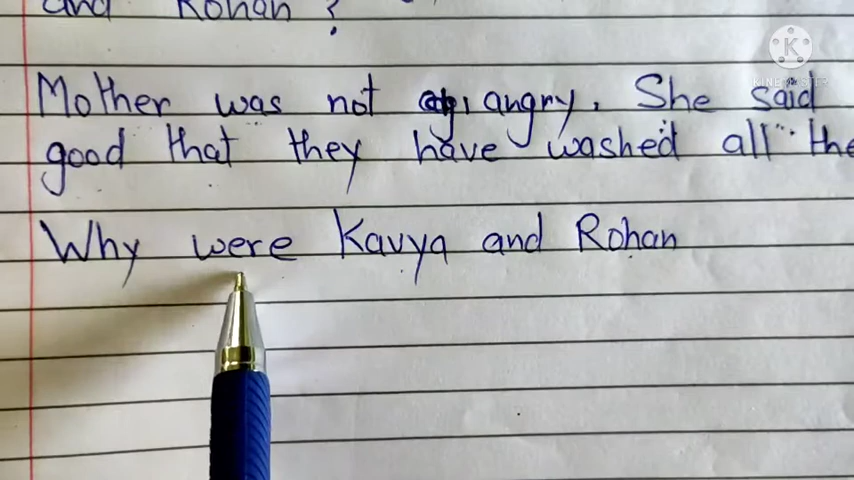 and Rohan ?
KINEMASTER
Mother was not angry. She said
good that they have washed all the
Why were Kavya and Rohan